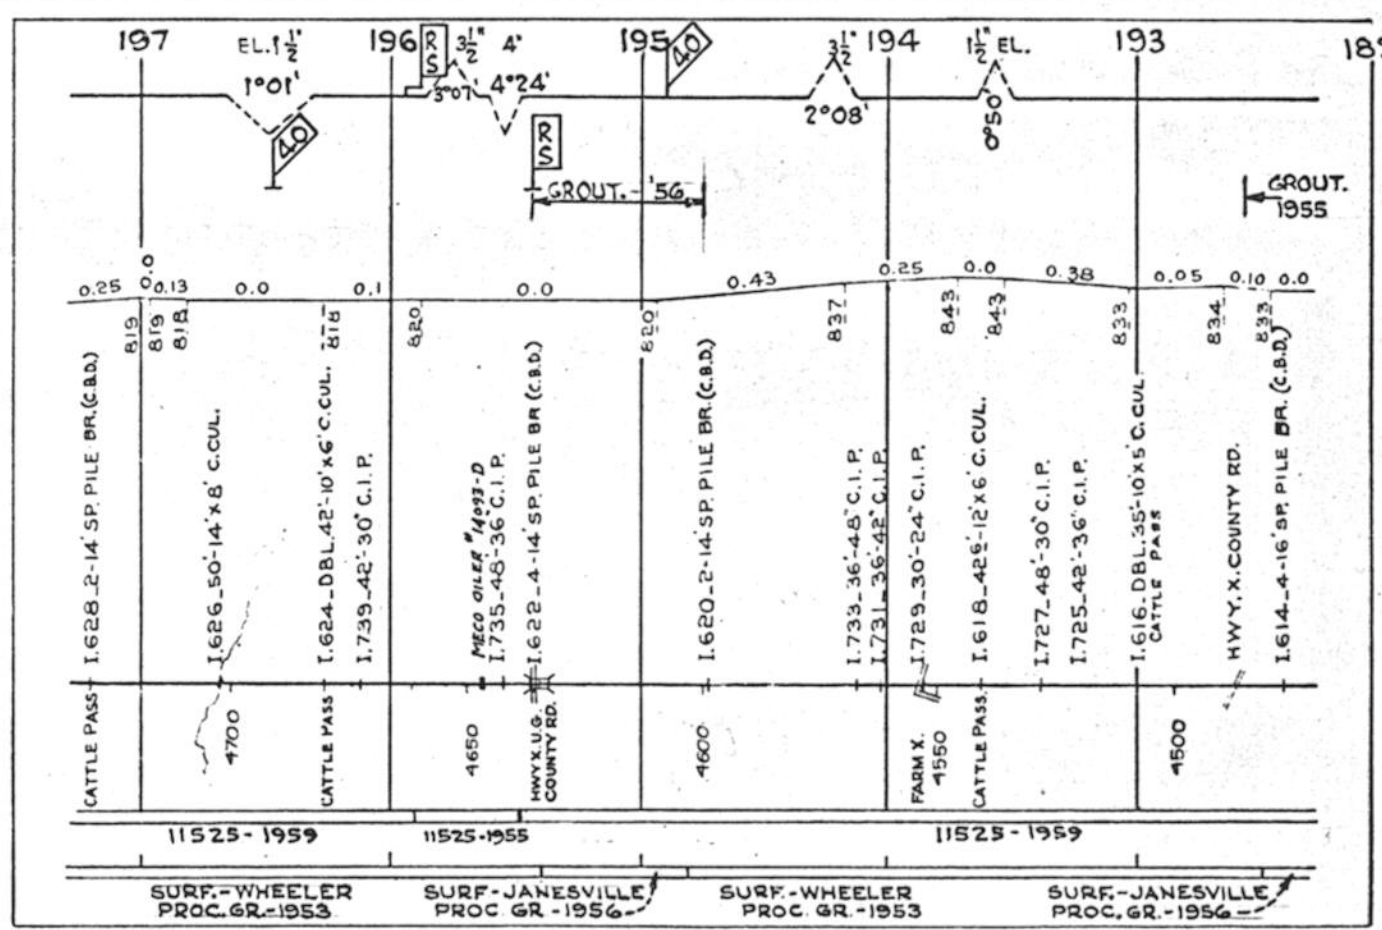 197
EL. 1½"
1°01'
196
R
S
3½"
4"
3°07'
4°24'
195
40
3½"
194
2°08'
1½" EL.
0°50'
193
40
R
S
GROUT. - '56
GROUT.
1955
0.25
0.0
0.13
0.0
0.1
0.0
0.43
0.25
0.0
0.38
0.05
0.10
0.0
819
819
818
818
820
820
837
843
843
833
834
833
I.628_2-14' SP. PILE BR. (C.B.D.)
I.626_50'-14'X8' C.CUL.
I.624_DBL.42'-10'X6' C.CUL.
I.739_42'-30" C.I.P.
MECO OILER #14093-D
I.735-48'-36" C.I.P.
I.622_4-14' SP. PILE BR (C.B.D.)
I.620_2-14' SP. PILE BR.(C.B.D.)
I.733_36'-48" C.I.P.
I.731_36'-42" C.I.P.
I.729_30'-24" C.I.P.
I.618_426'-12'X6' C.CUL.
I.727_48'-30" C.I.P.
I.725-42'-36" C.I.P.
I.616_DBL.35'-10'X5' C.CUL.
CATTLE PASS
HWY.X.COUNTY RD.
I.614_4-16' SP. PILE BR. (C.B.D.)
CATTLE PASS
4700
CATTLE PASS
4650
HWY X.U.G.
COUNTY RD.
4600
FARM X.
4550
CATTLE PASS.
4500
11525-1959
11525-1955
11525-1959
SURF.-WHEELER
PROC. GR.-1953
SURF-JANESVILLE
PROC. GR-1956
SURF.-WHEELER
PROC. GR.-1953
SURF.-JANESVILLE
PROC. GR.-1956